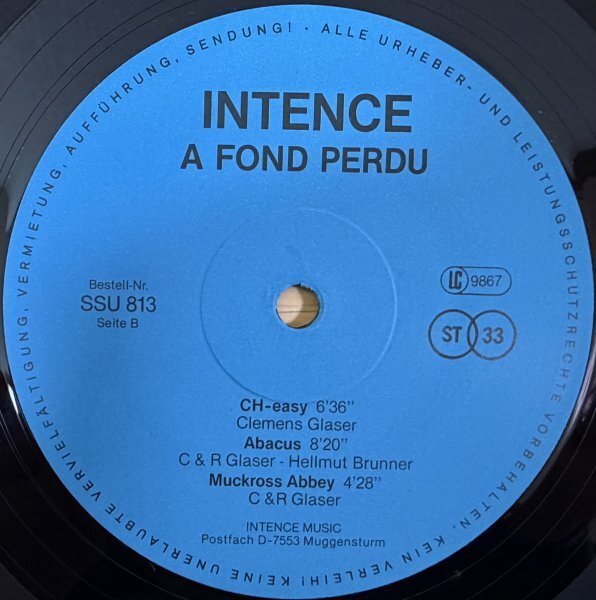 ALLE URHEBER- UND LEISTUNGSSCHUTZRECHTE VORBEHALTEN. KEIN VERLEIH! KEINE UNERLAUBTE VERVIELFÄLTIGUNG, VERMIETUNG, AUFFÜHRUNG, SENDUNG! ·
INTENCE
A FOND PERDU
Bestell-Nr.
SSU 813
Seite B
LC 9867
ST 33
CH-easy 6'36"
Clemens Glaser
Abacus 8'20"
C & R Glaser - Hellmut Brunner
Muckross Abbey 4'28"
C &R Glaser
INTENCE MUSIC
Postfach D-7553 Muggensturm